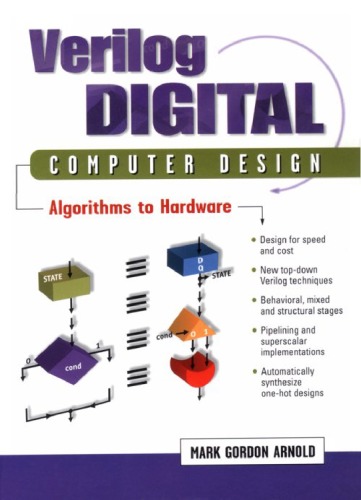 Verilog
DIGITAL
COMPUTER DESIGN
Algorithms to Hardware
• Design for speed
and cost
• New top-down
Verilog techniques
• Behavioral, mixed
and structural stages
• Pipelining and
superscalar
implementations
• Automatically
synthesize
one-hot designs
STATE
D
Q
STATE
0
1
cond
cond
0 1
MARK GORDON ARNOLD